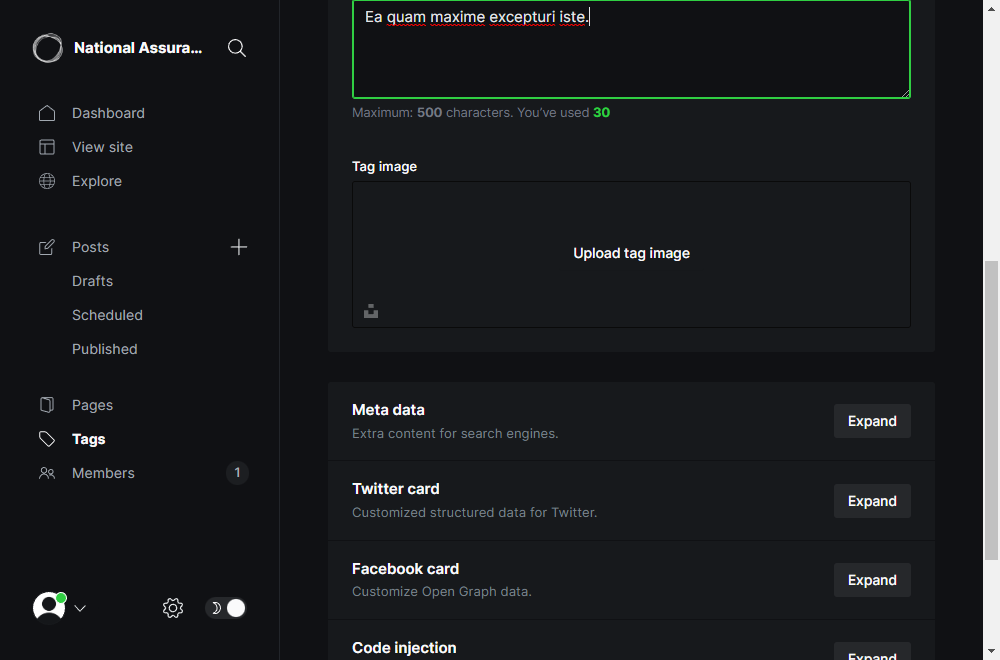 National Assura...
Dashboard
View site
Explore
Posts
Drafts
Scheduled
Published
Pages
Tags
Members
1
Ea quam maxime excepturi iste.
Maximum: 500 characters. You've used 30
Tag image
Upload tag image
Meta data
Extra content for search engines.
Expand
Twitter card
Customized structured data for Twitter.
Expand
Facebook card
Customize Open Graph data.
Expand
Code injection
Expand